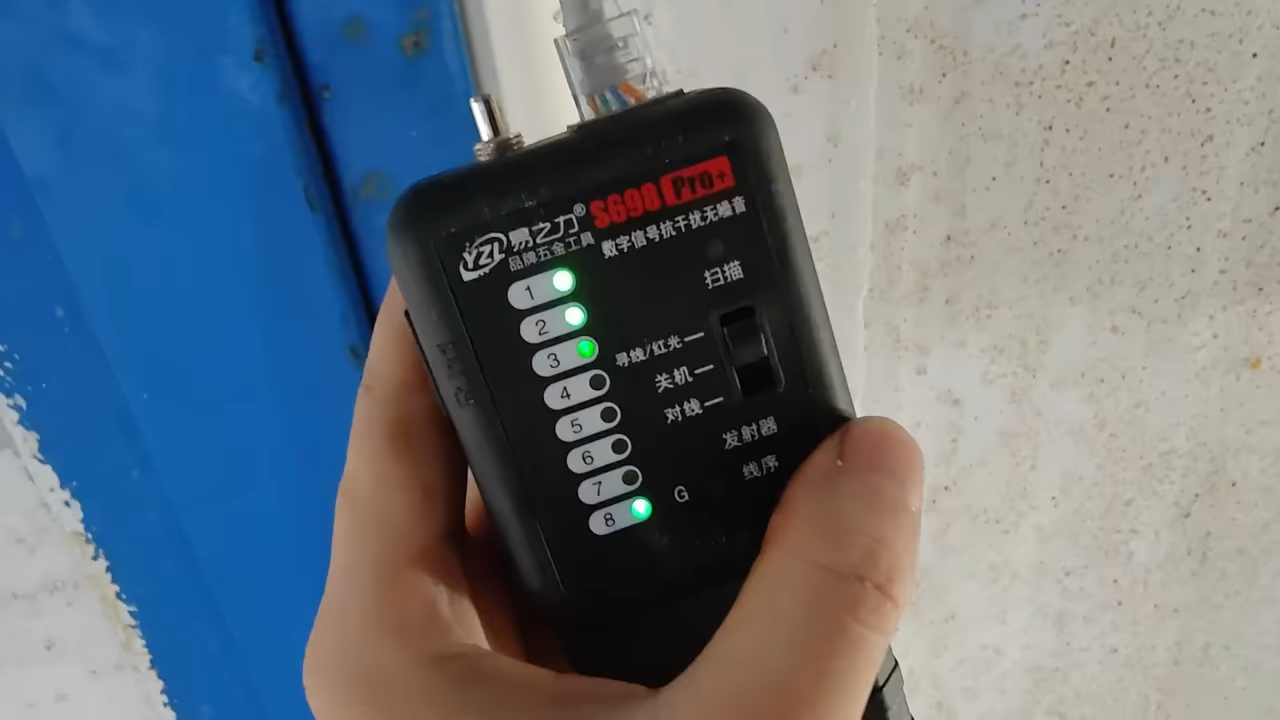 YZL 易之力® S698 Pro+
品牌五金工具 数字信号抗干扰无噪音
扫描
1
2
3
4
5
6
7
8
G
寻线/红光
关机
对线
发射器
线序